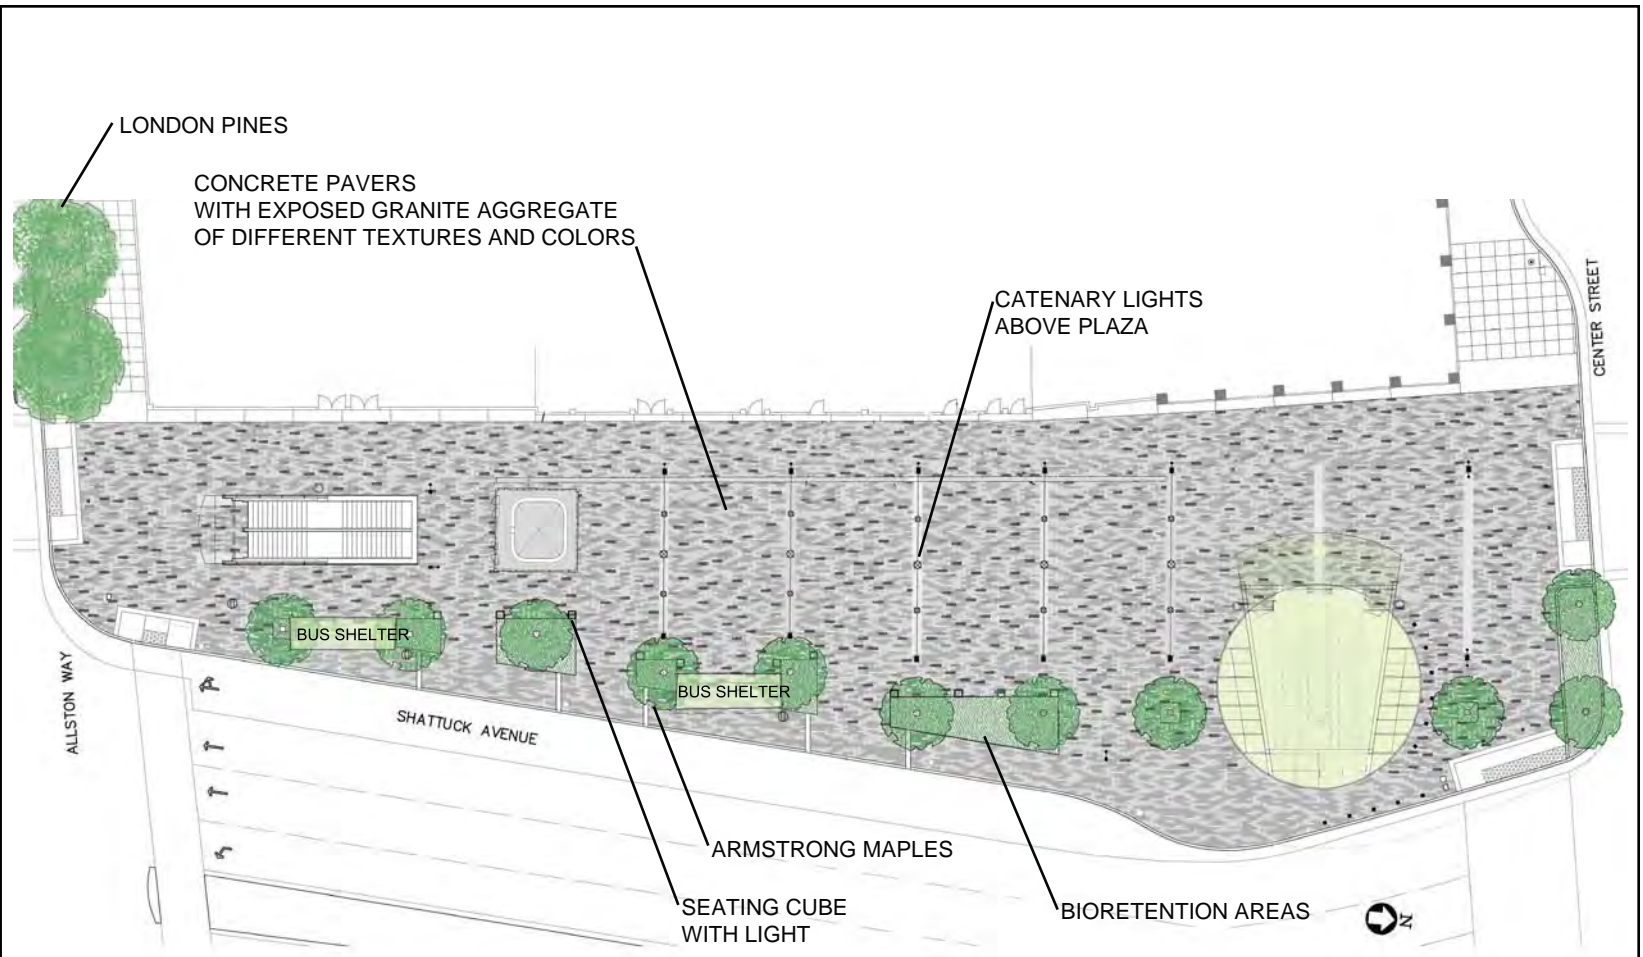 LONDON PINES
CONCRETE PAVERS
WITH EXPOSED GRANITE AGGREGATE
OF DIFFERENT TEXTURES AND COLORS
CATENARY LIGHTS
ABOVE PLAZA
CENTER STREET
BUS SHELTER
BUS SHELTER
ALLSTON WAY
SHATTUCK AVENUE
ARMSTRONG MAPLES
SEATING CUBE
WITH LIGHT
BIORETENTION AREAS
N